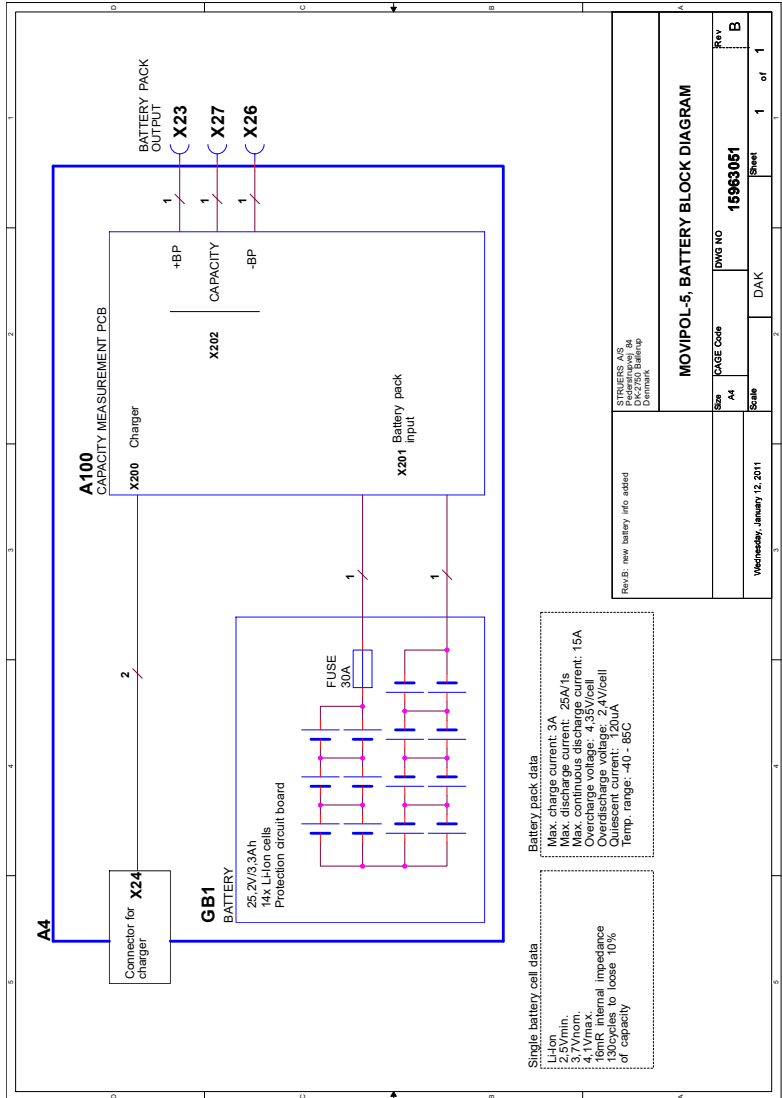 5
4
3
2
1
D
C
B
A
A4
Connector for
charger
X24
2
A100
CAPACITY MEASUREMENT PCB
X200
Charger
X202
+BP
CAPACITY
-BP
1
1
1
BATTERY PACK
OUTPUT
X23
X27
X26
X201
Battery pack
input
1
1
GB1
BATTERY
25,2V/3,3Ah
14x Li-Ion cells
Protection circuit board
FUSE
30A
Single battery cell data
Li-Ion
2,5Vmin.
3,7Vnom.
4,1Vmax.
16mR internal impedance
130cycles to loose 10%
of capacity
Battery pack data
Max. charge current: 3A
Max. discharge current: 25A/1s
Max. continuous discharge current: 15A
Overcharge voltage: 4,35V/cell
Overdischarge voltage: 2,4V/cell
Quiescent current: 120uA
Temp. range: -40 - 85C
Rev.B: new battery info added
STRUERS A/S
Pederstrupvej 84
DK-2750 Ballerup
Denmark
MOVIPOL-5, BATTERY BLOCK DIAGRAM
Size
A4
CAGE Code
DWG NO
15963051
Rev
B
Scale
DAK
Sheet
1 of 1
Wednesday, January 12, 2011
D
C
B
A
5
4
3
2
1